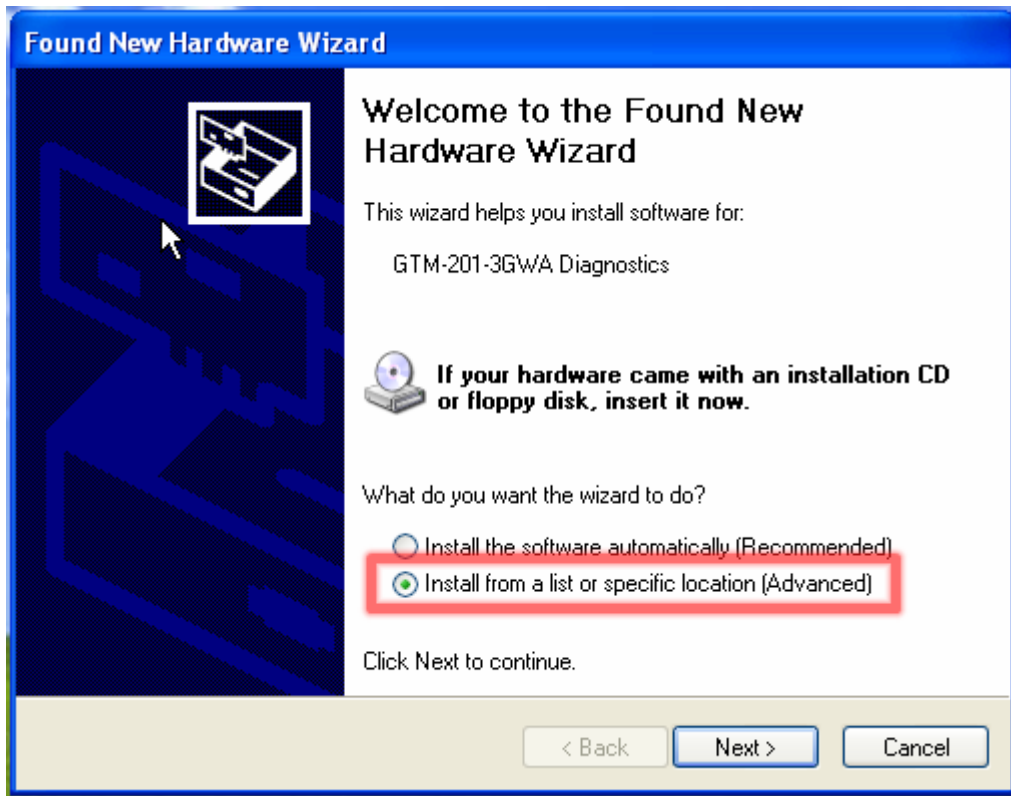 Found New Hardware Wizard
Welcome to the Found New
Hardware Wizard
This wizard helps you install software for:
GTM-201-3GWA Diagnostics
If your hardware came with an installation CD
or floppy disk, insert it now.
What do you want the wizard to do?
Install the software automatically (Recommended)
Install from a list or specific location (Advanced)
Click Next to continue.
< Back Next > Cancel